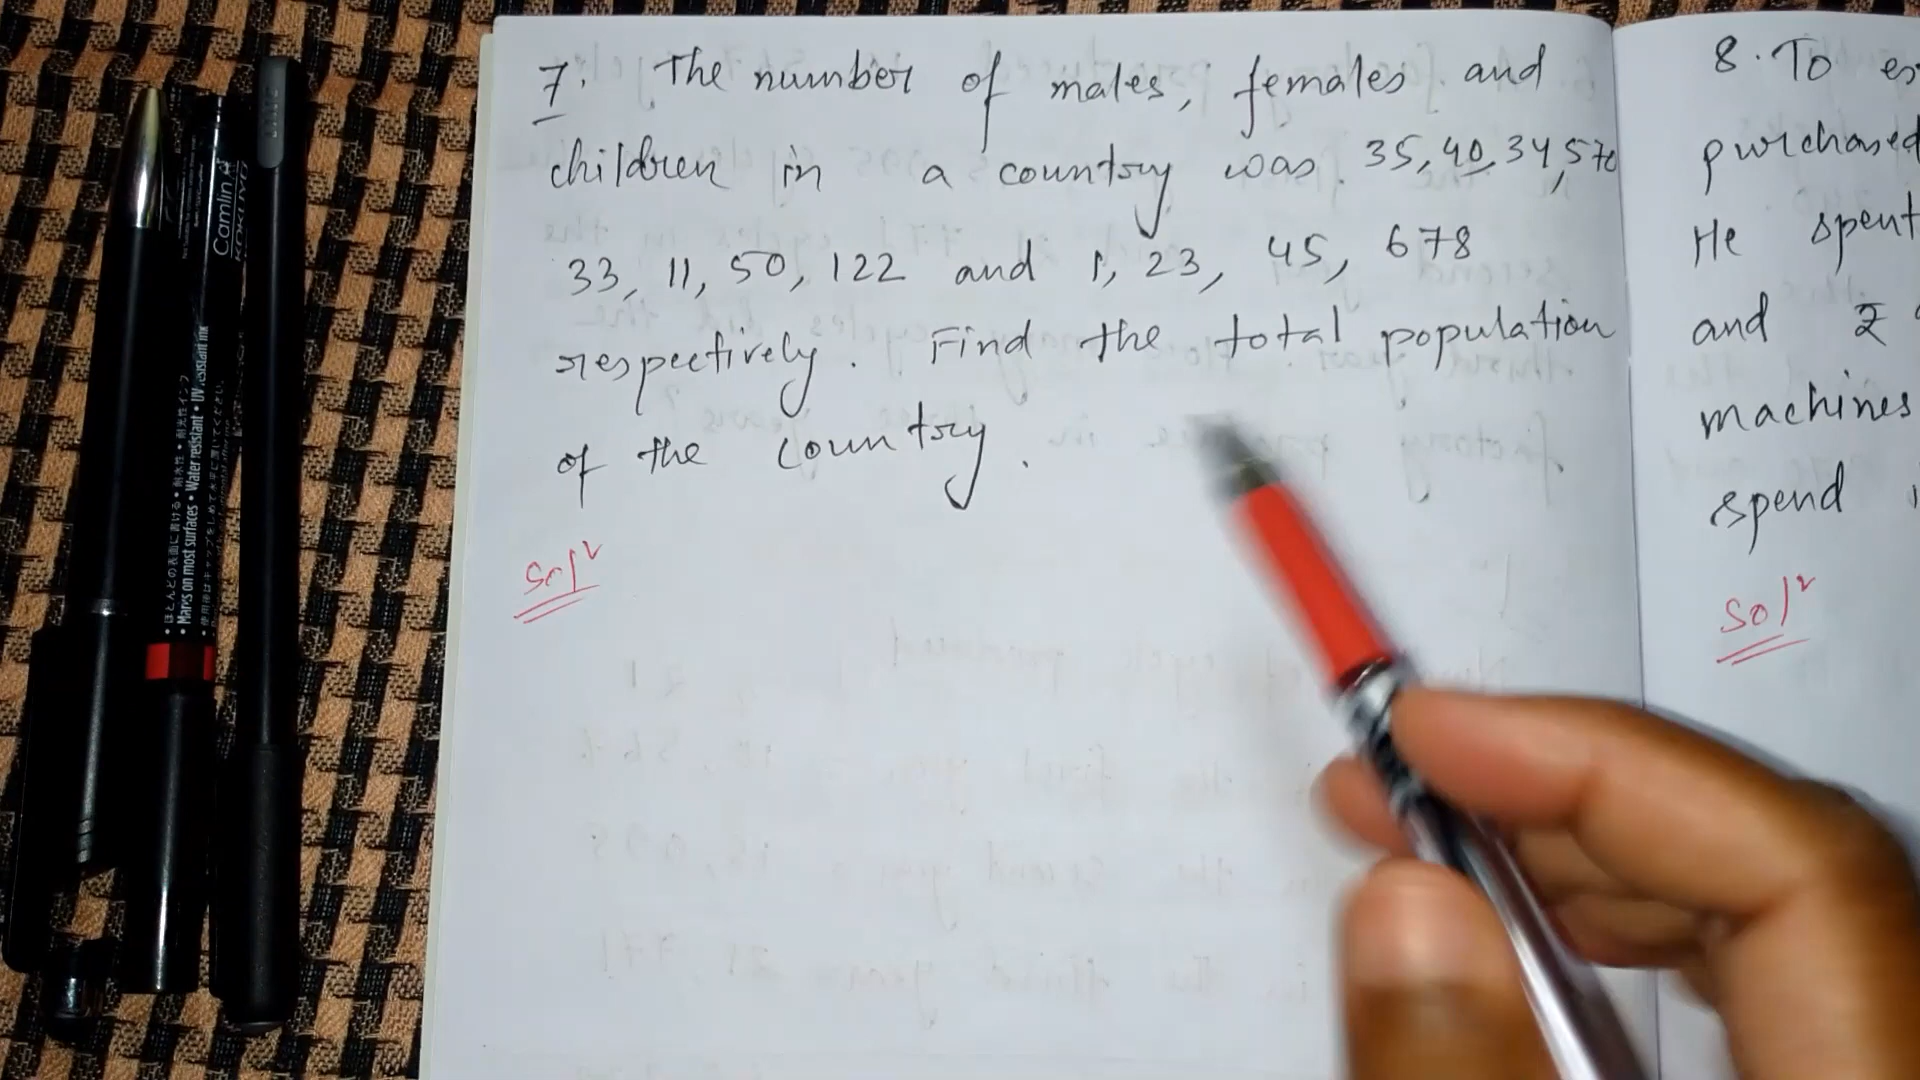 7. The number of males, females and
children in a country was 35,40,34,570
33, 11, 50, 122 and 1, 23, 45, 678
respectively. Find the total population
of the country.
Sol
8. To es
purchased
He spent
and ₹
machines
spend
Sol
Camlin
KOKUYO
• Marks on most surfaces • Water resistant • UV resistant ink